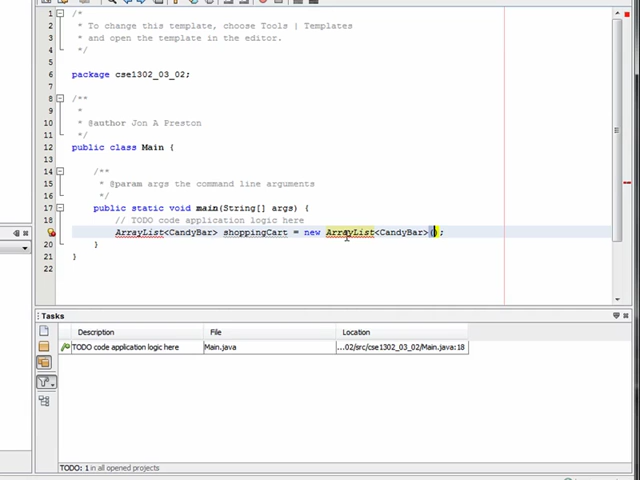 1 /*
2 * To change this template, choose Tools | Templates
3 * and open the template in the editor.
4 */
5
6 package cse1302_03_02;
7
8 /**
9 *
10 * @author Jon A Preston
11 */
12 public class Main {
13
14 /**
15 * @param args the command line arguments
16 */
17 public static void main(String[] args) {
18 // TODO code application logic here
ArrayList<CandyBar> shoppingCart = new ArrayList<CandyBar>();
20 }
21 }
22
Tasks
Description File Location
TODO code application logic here Main.java ...02/src/cse1302_03_02/Main.java:18
TODO: 1 in all opened projects